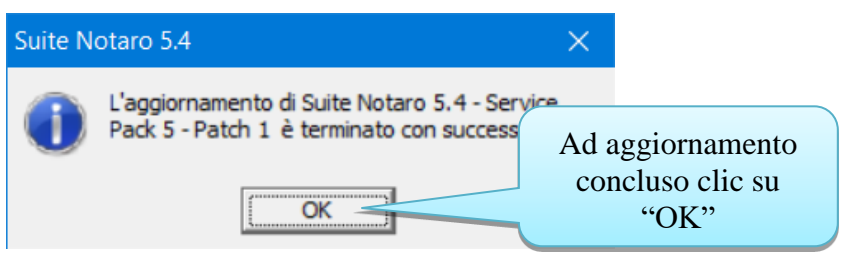 Suite Notaro 5.4
L'aggiornamento di Suite Notaro 5.4 - Service
Pack 5 - Patch 1 è terminato con success
OK
Ad aggiornamento
concluso clic su
“OK”